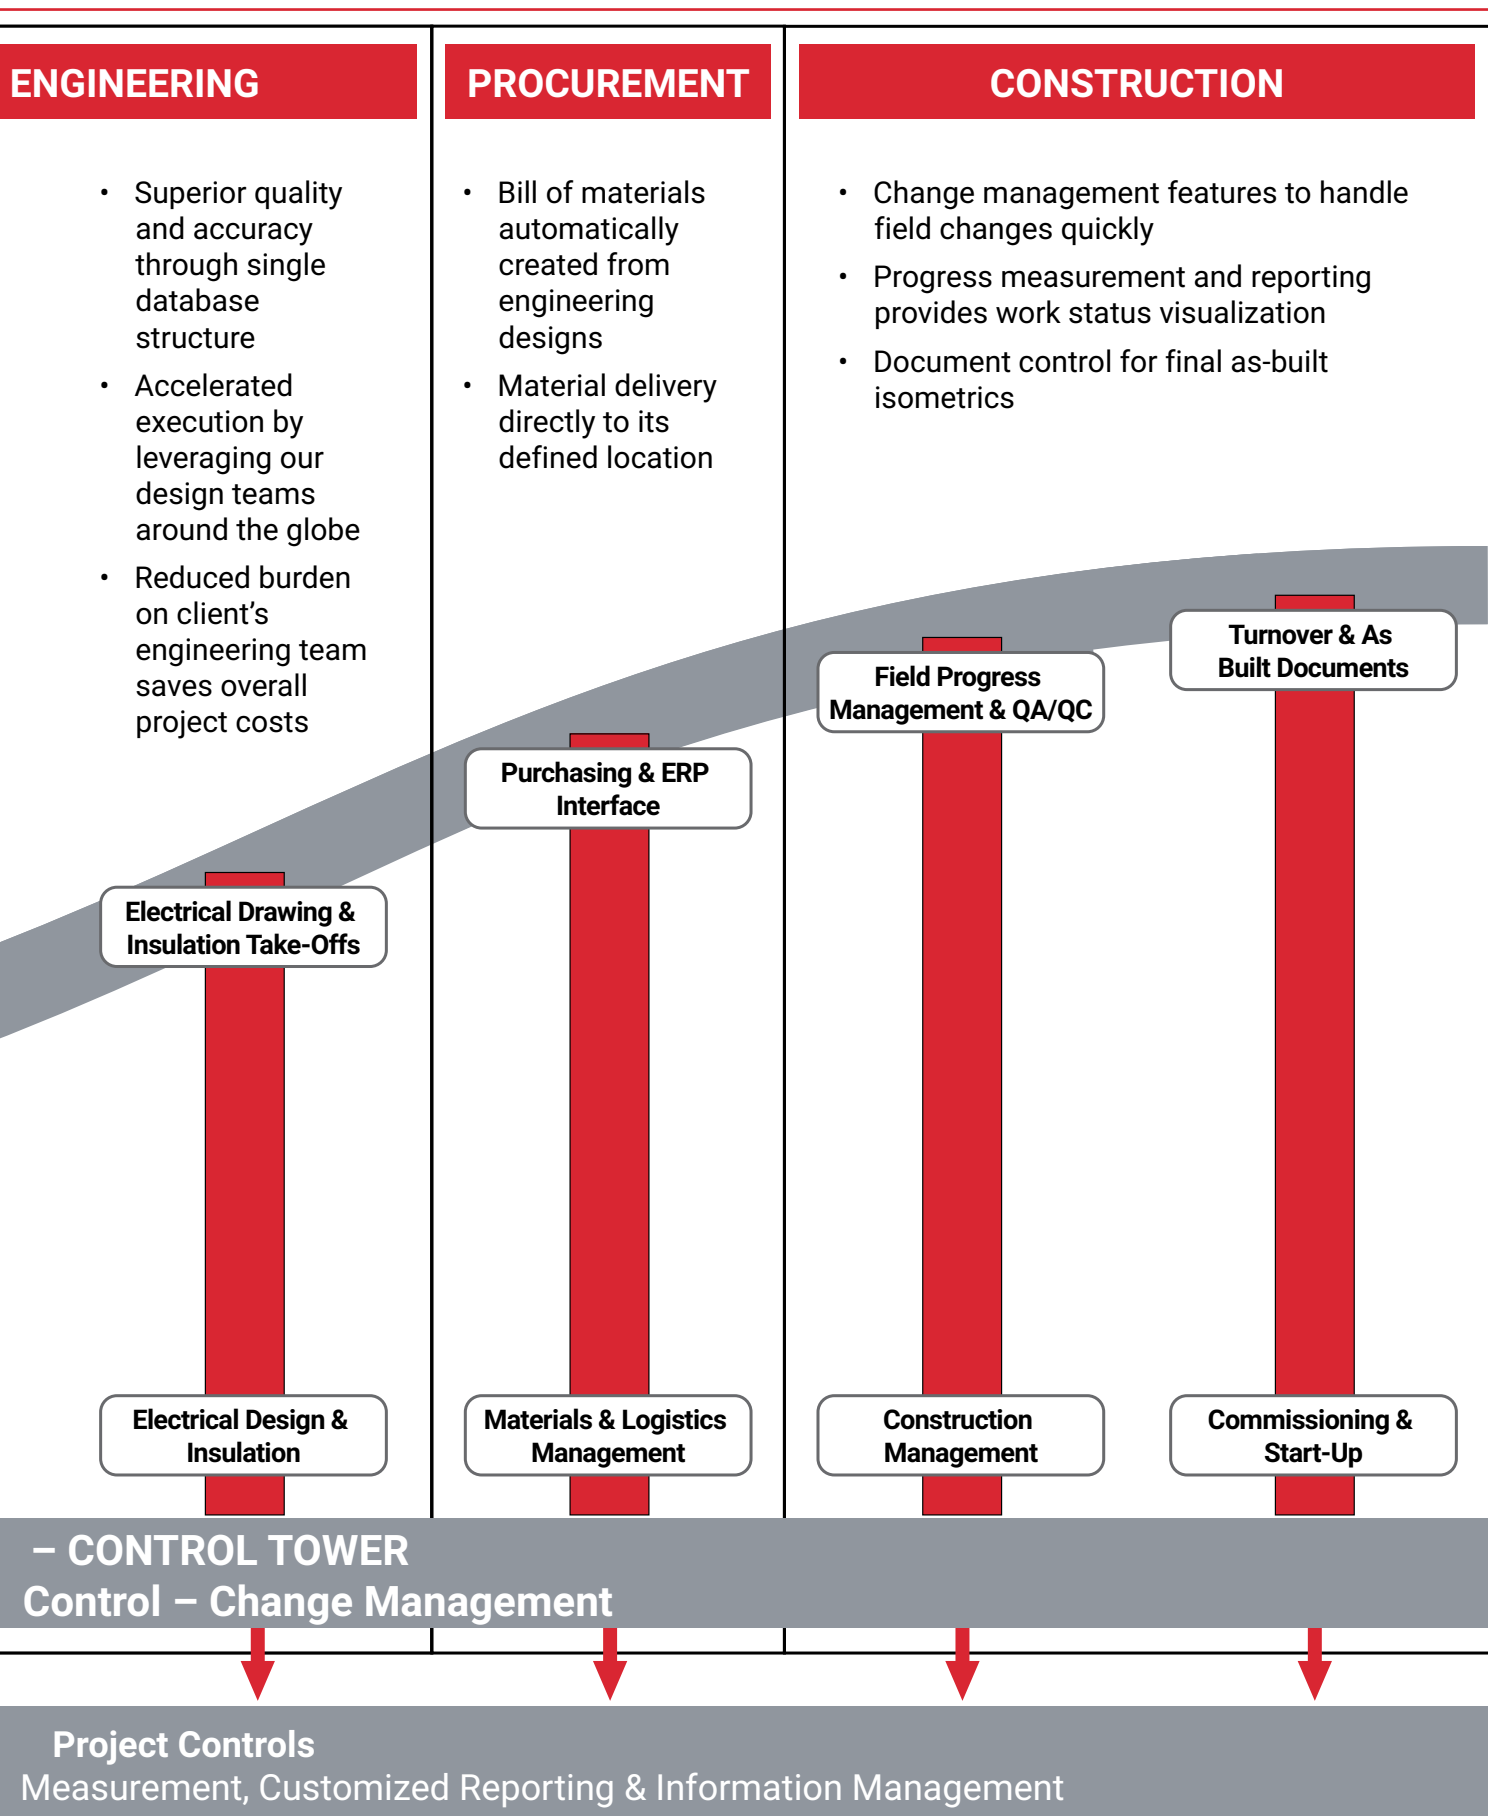 ENGINEERING
PROCUREMENT
CONSTRUCTION
• Superior quality
and accuracy
through single
database
structure
• Accelerated
execution by
leveraging our
design teams
around the globe
• Reduced burden
on client’s
engineering team
saves overall
project costs
• Bill of materials
automatically
created from
engineering
designs
• Material delivery
directly to its
defined location
• Change management features to handle
field changes quickly
• Progress measurement and reporting
provides work status visualization
• Document control for final as-built
isometrics
Electrical Drawing &
Insulation Take-Offs
Purchasing & ERP
Interface
Field Progress
Management & QA/QC
Turnover & As
Built Documents
Electrical Design &
Insulation
Materials & Logistics
Management
Construction
Management
Commissioning &
Start-Up
– CONTROL TOWER
Control – Change Management
Project Controls
Measurement, Customized Reporting & Information Management